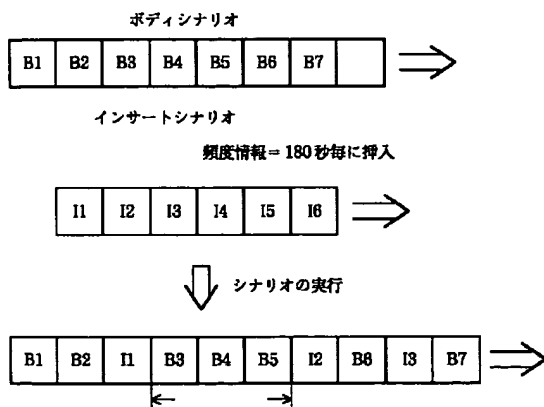 ボディシナリオ
B1 B2 B3 B4 B5 B6 B7
インサートシナリオ
頻度情報=180秒毎に挿入
I1 I2 I3 I4 I5 I6
シナリオの実行
B1 B2 I1 B3 B4 B5 I2 B6 I3 B7